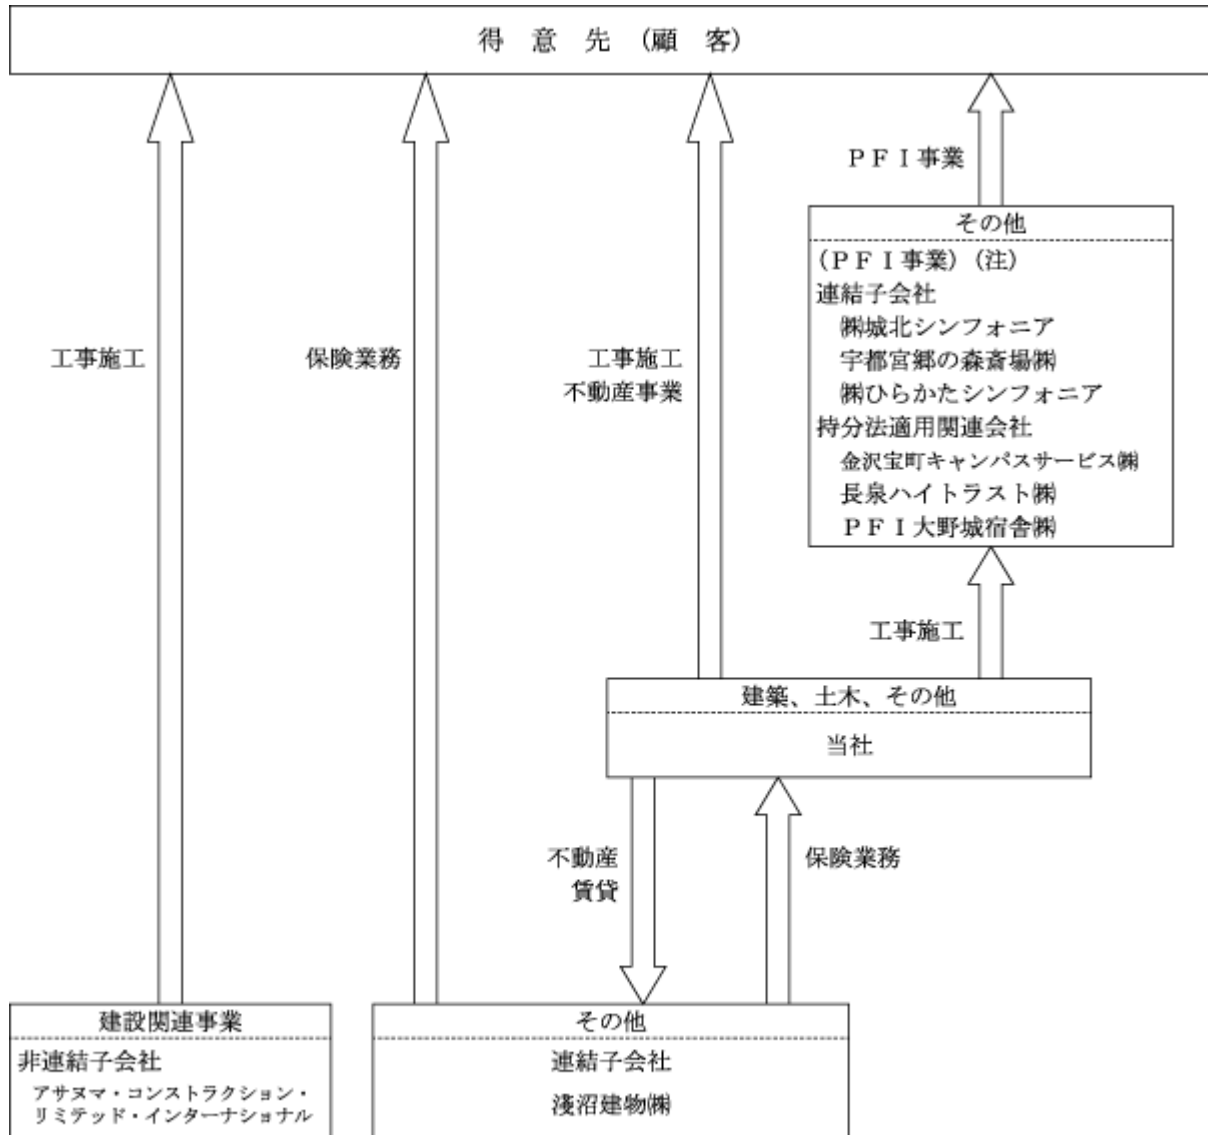 得意先（顧客）
ＰＦＩ事業
その他
（ＰＦＩ事業）（注）
連結子会社
㈱城北シンフォニア
宇都宮郷の森斎場㈱
㈱ひらかたシンフォニア
持分法適用関連会社
金沢宝町キャンパスサービス㈱
長泉ハイトラスト㈱
ＰＦＩ大野城宿舎㈱
工事施工
保険業務
工事施工
不動産事業
工事施工
建築、土木、その他
当社
不動産
賃貸
保険業務
建設関連事業
非連結子会社
アサヌマ・コンストラクション・
リミテッド・インターナショナル
その他
連結子会社
淺沼建物㈱